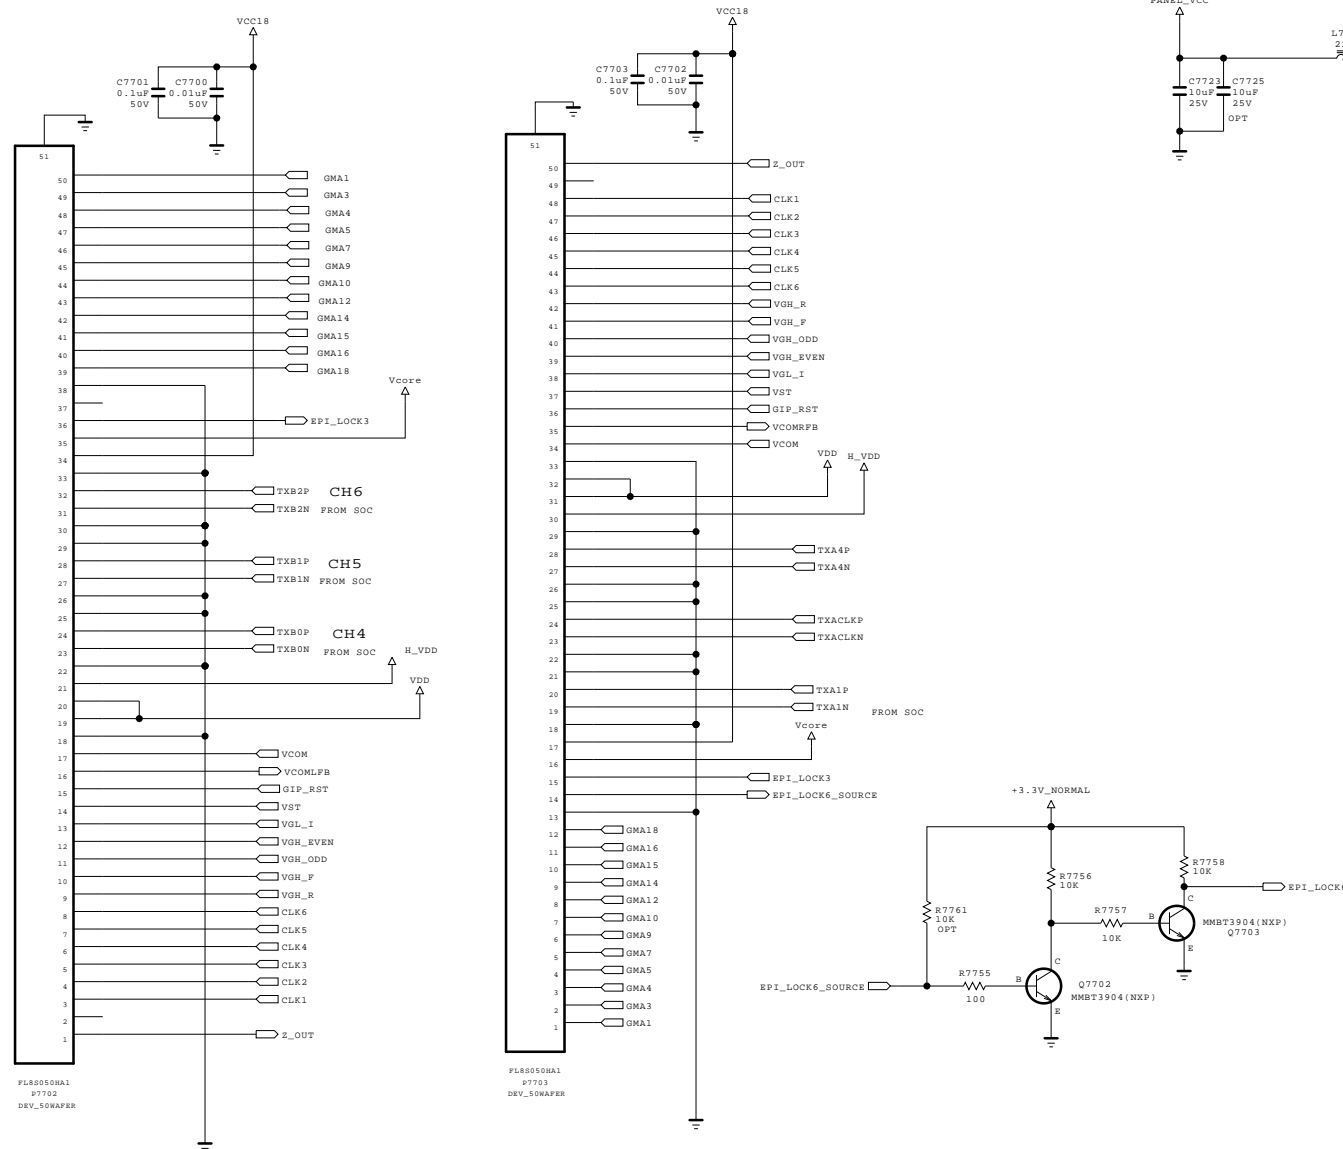 VCC18
C7701
0.1uF
50V
C7700
0.01uF
50V
51
50 GMA1
49 GMA3
48 GMA4
47 GMA5
46 GMA7
45 GMA9
44 GMA10
43 GMA12
42 GMA14
41 GMA15
40 GMA16
39 GMA18
38
Vcore
37
36 EPI_LOCK3
35
34
33
32 TXB2P CH6
31 TXB2N FROM SOC
30
29
28 TXB1P CH5
27 TXB1N FROM SOC
26
25
24 TXB0P CH4
23 TXB0N FROM SOC
H_VDD
22
21
VDD
20
19
18
17 VCOM
16 VCOMLFB
15 GIP_RST
14 VST
13 VGL_I
12 VGH_EVEN
11 VGH_ODD
10 VGH_F
9 VGH_R
8 CLK6
7 CLK5
6 CLK4
5 CLK3
4 CLK2
3 CLK1
2
1 Z_OUT
FL8S050HA1
P7702
DEV_50WAFER
VCC18
C7703
0.1uF
50V
C7702
0.01uF
50V
51
50 Z_OUT
49
48 CLK1
47 CLK2
46 CLK3
45 CLK4
44 CLK5
43 CLK6
42 VGH_R
41 VGH_F
40 VGH_ODD
39 VGH_EVEN
38 VGL_I
37 VST
36 GIP_RST
35 VCOMRFB
34 VCOM
VDD
H_VDD
33
32
31
30
29
28 TXA4P
27 TXA4N
26
25
24 TXACLKP
23 TXACLKN
22
21
20 TXA1P
19 TXA1N FROM SOC
18
Vcore
17
16
15 EPI_LOCK3
14 EPI_LOCK6_SOURCE
13
12 GMA18
11 GMA16
10 GMA15
9 GMA14
8 GMA12
7 GMA10
6 GMA9
5 GMA7
4 GMA5
3 GMA4
2 GMA3
1 GMA1
FL8S050HA1
P7703
DEV_50WAFER
PANEL_VCC
C7723
10uF
25V
C7725
10uF
25V
OPT
+3.3V_NORMAL
R7761
10K
OPT
R7756
10K
R7758
10K
R7757
10K
EPI_LOCK6
B
C
E
MMBT3904(NXP)
Q7703
EPI_LOCK6_SOURCE
R7755
100
B
C
E
Q7702
MMBT3904(NXP)